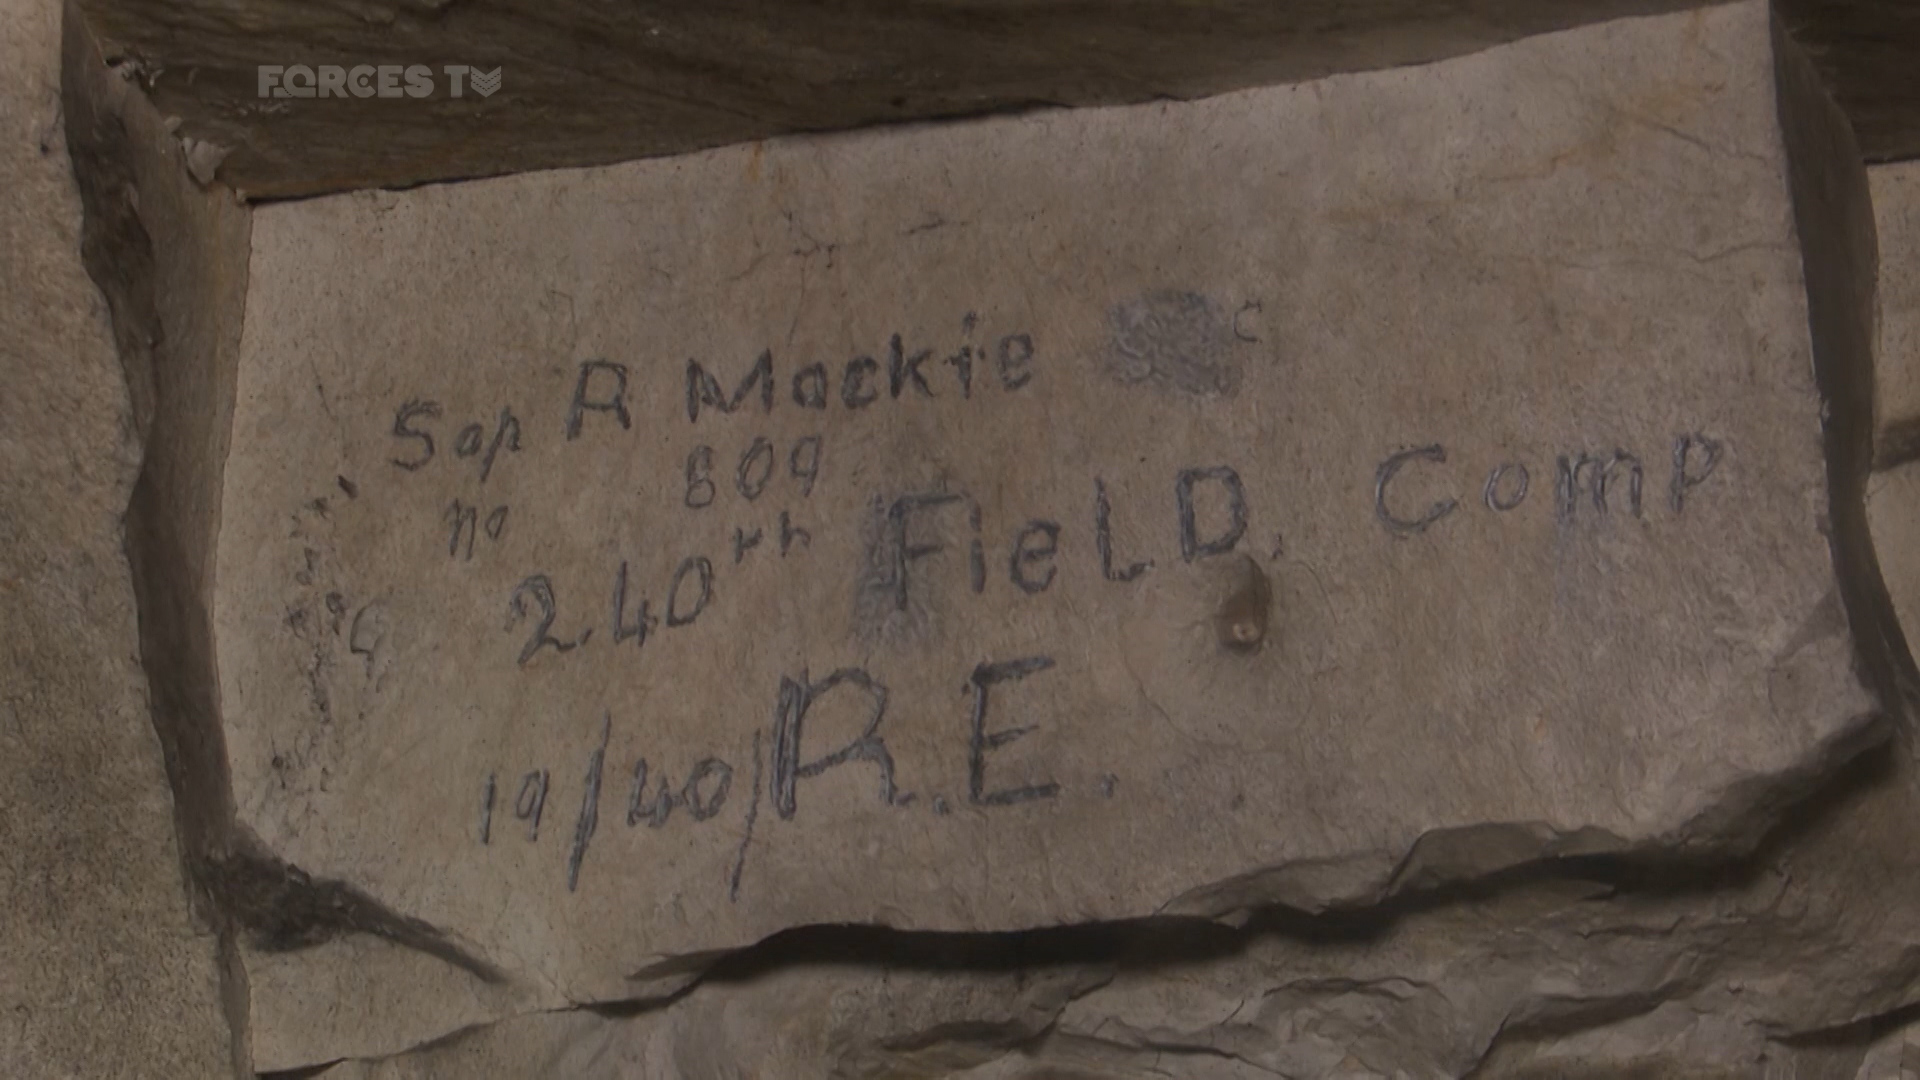 FORCES TV
Sap R Mackie
no 809
240th FieLD. Comp
19/40/R.E.